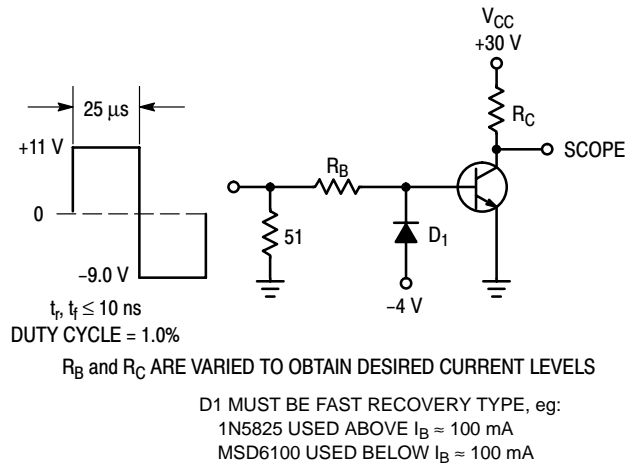 V_CC
+30 V
25 μs
R_C
+11 V
SCOPE
R_B
0
51
D_1
–9.0 V
–4 V
t_r, t_f ≤ 10 ns
DUTY CYCLE = 1.0%
R_B and R_C ARE VARIED TO OBTAIN DESIRED CURRENT LEVELS
D1 MUST BE FAST RECOVERY TYPE, eg:
1N5825 USED ABOVE I_B ≈ 100 mA
MSD6100 USED BELOW I_B ≈ 100 mA